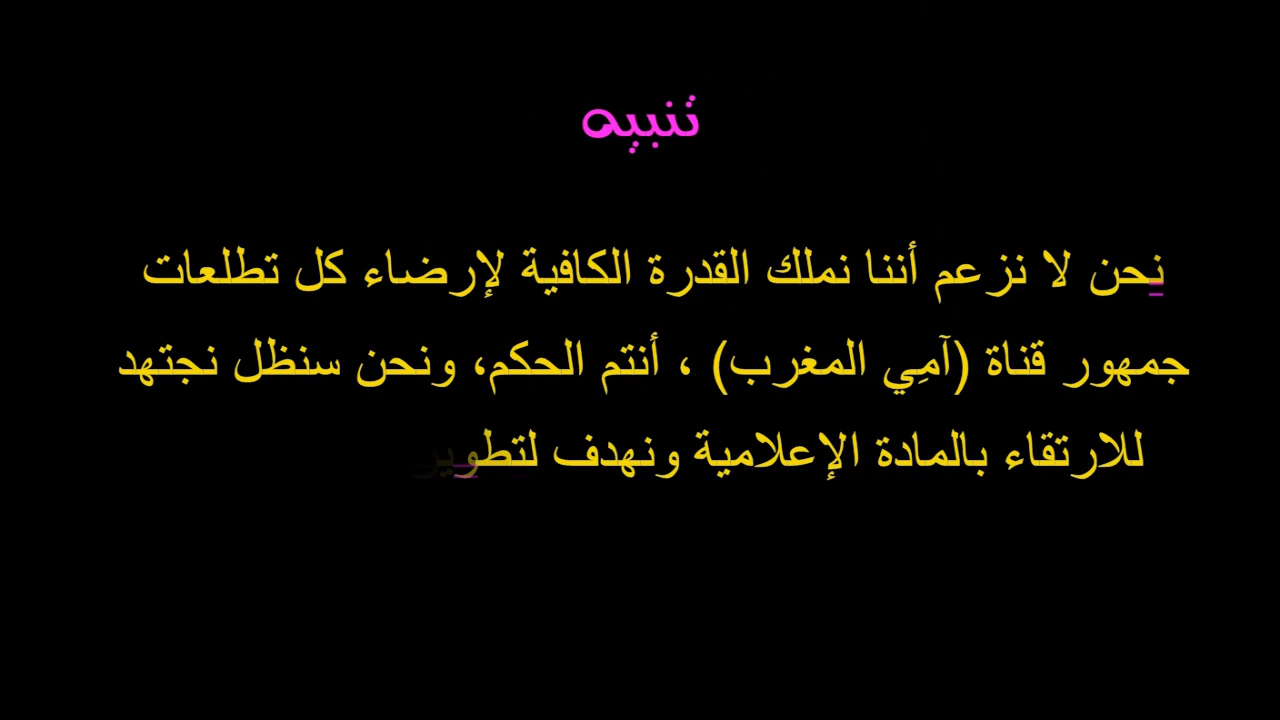 تنبيه
نحن لا نزعم أننا نملك القدرة الكافية لإرضاء كل تطلعات
جمهور قناة (آمِي المغرب) ، أنتم الحكم، ونحن سنظل نجتهد
للارتقاء بالمادة الإعلامية ونهدف لتطوير